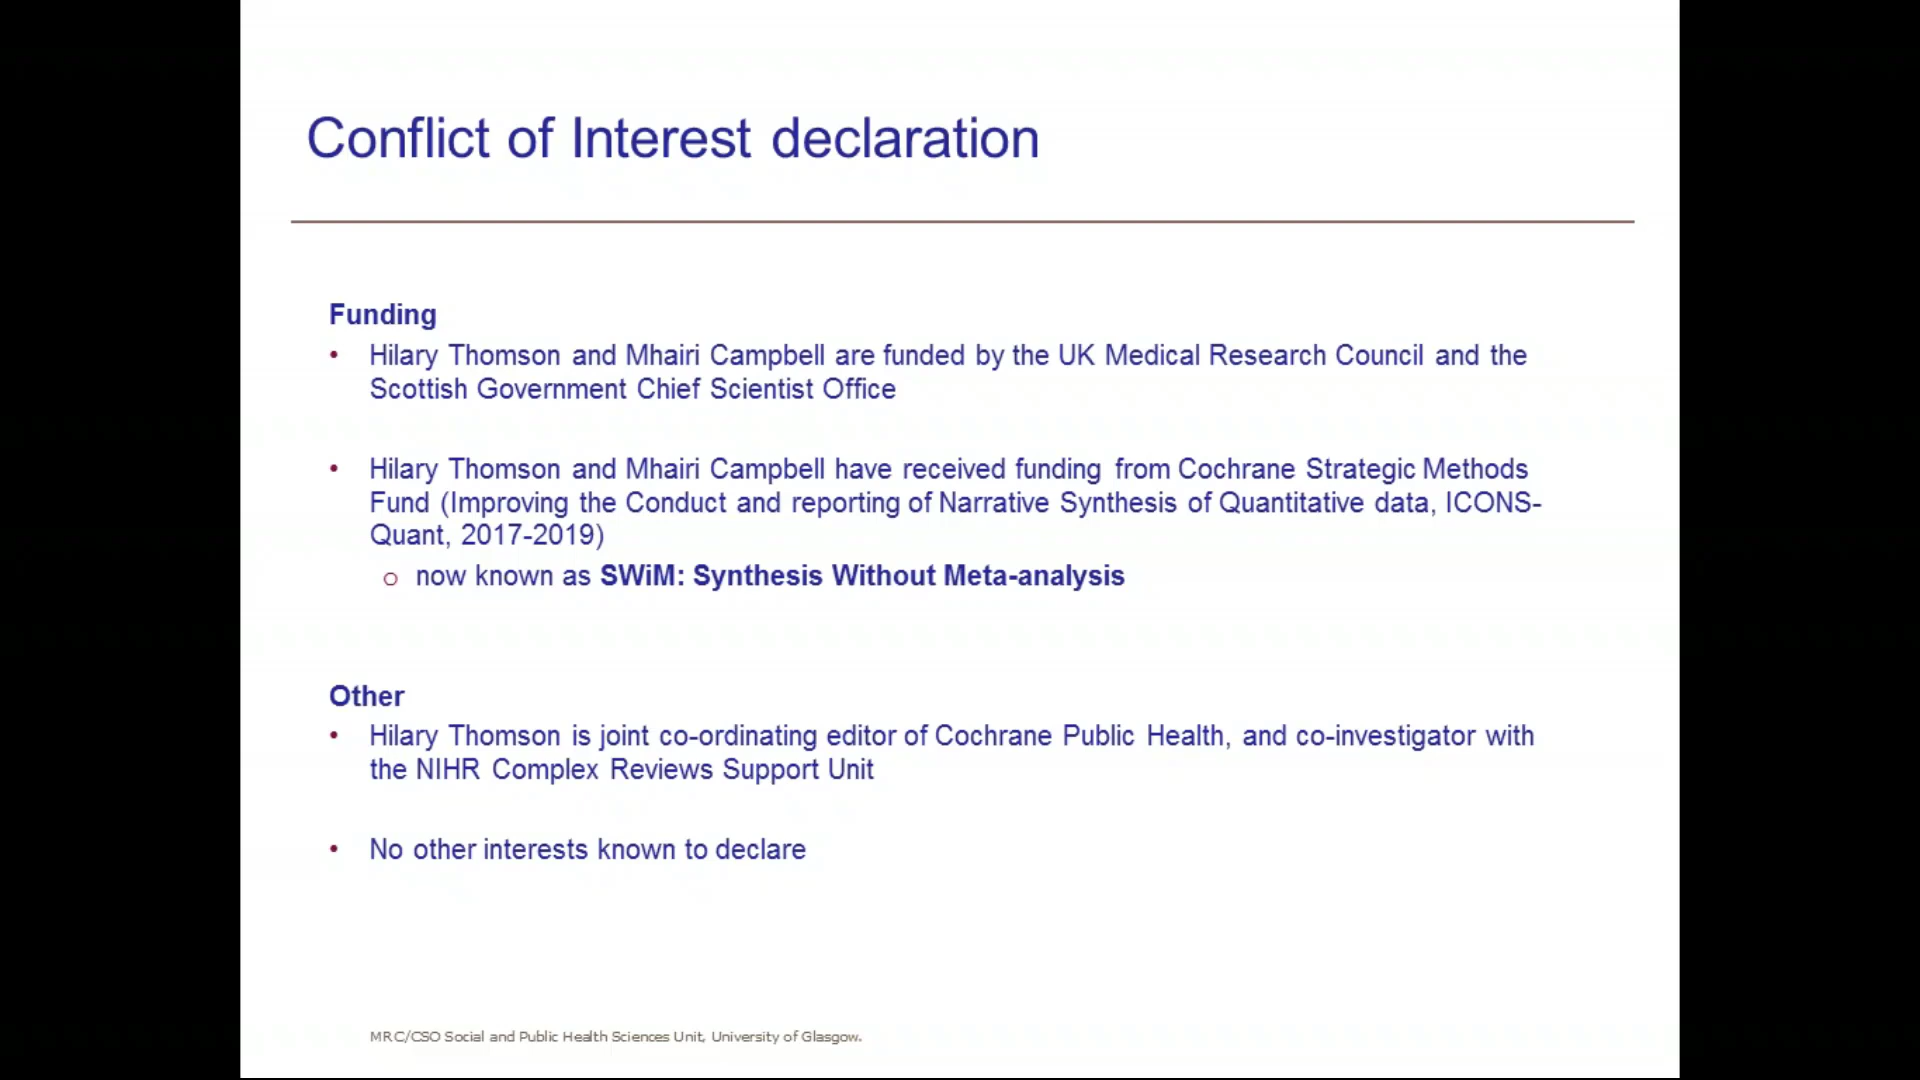 Conflict of Interest declaration
Funding
• Hilary Thomson and Mhairi Campbell are funded by the UK Medical Research Council and the
Scottish Government Chief Scientist Office
• Hilary Thomson and Mhairi Campbell have received funding from Cochrane Strategic Methods
Fund (Improving the Conduct and reporting of Narrative Synthesis of Quantitative data, ICONS-
Quant, 2017-2019)
o now known as SWiM: Synthesis Without Meta-analysis
Other
• Hilary Thomson is joint co-ordinating editor of Cochrane Public Health, and co-investigator with
the NIHR Complex Reviews Support Unit
• No other interests known to declare
MRC/CSO Social and Public Health Sciences Unit, University of Glasgow.